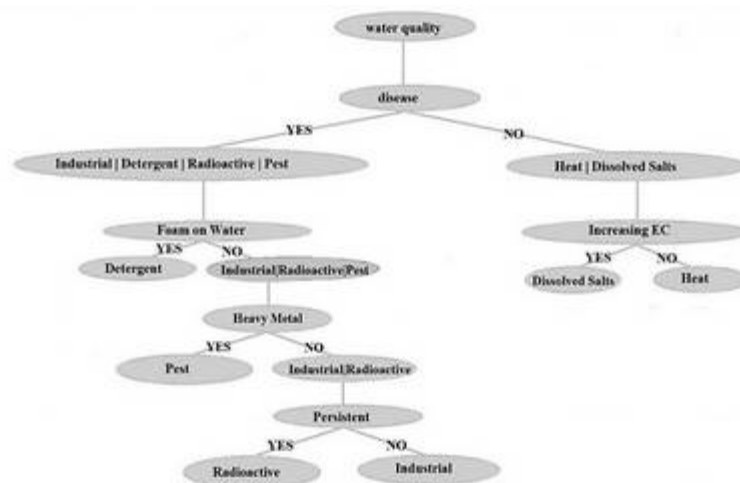 water quality
disease
YES
NO
Industrial | Detergent | Radioactive | Pest
Heat | Dissolved Salts
Foam on Water
Increasing EC
YES
NO
YES
NO
Detergent
Industrial|Radioactive|Pest
Dissolved Salts
Heat
Heavy Metal
YES
NO
Pest
Industrial|Radioactive
Persistent
YES
NO
Radioactive
Industrial